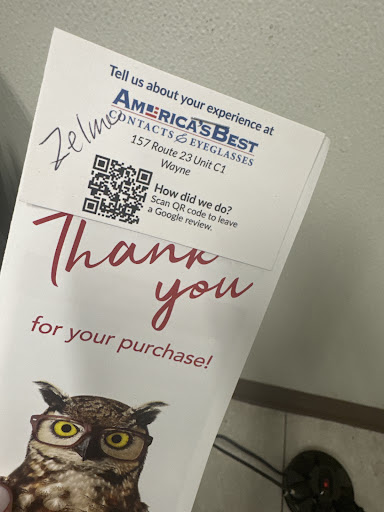 Tell us about your experience at
AMERICA'S BEST
CONTACTS & EYEGLASSES
157 Route 23 Unit C1
Wayne
Zelma
How did we do?
Scan QR code to leave
a Google review.
Thank
you
for your purchase!